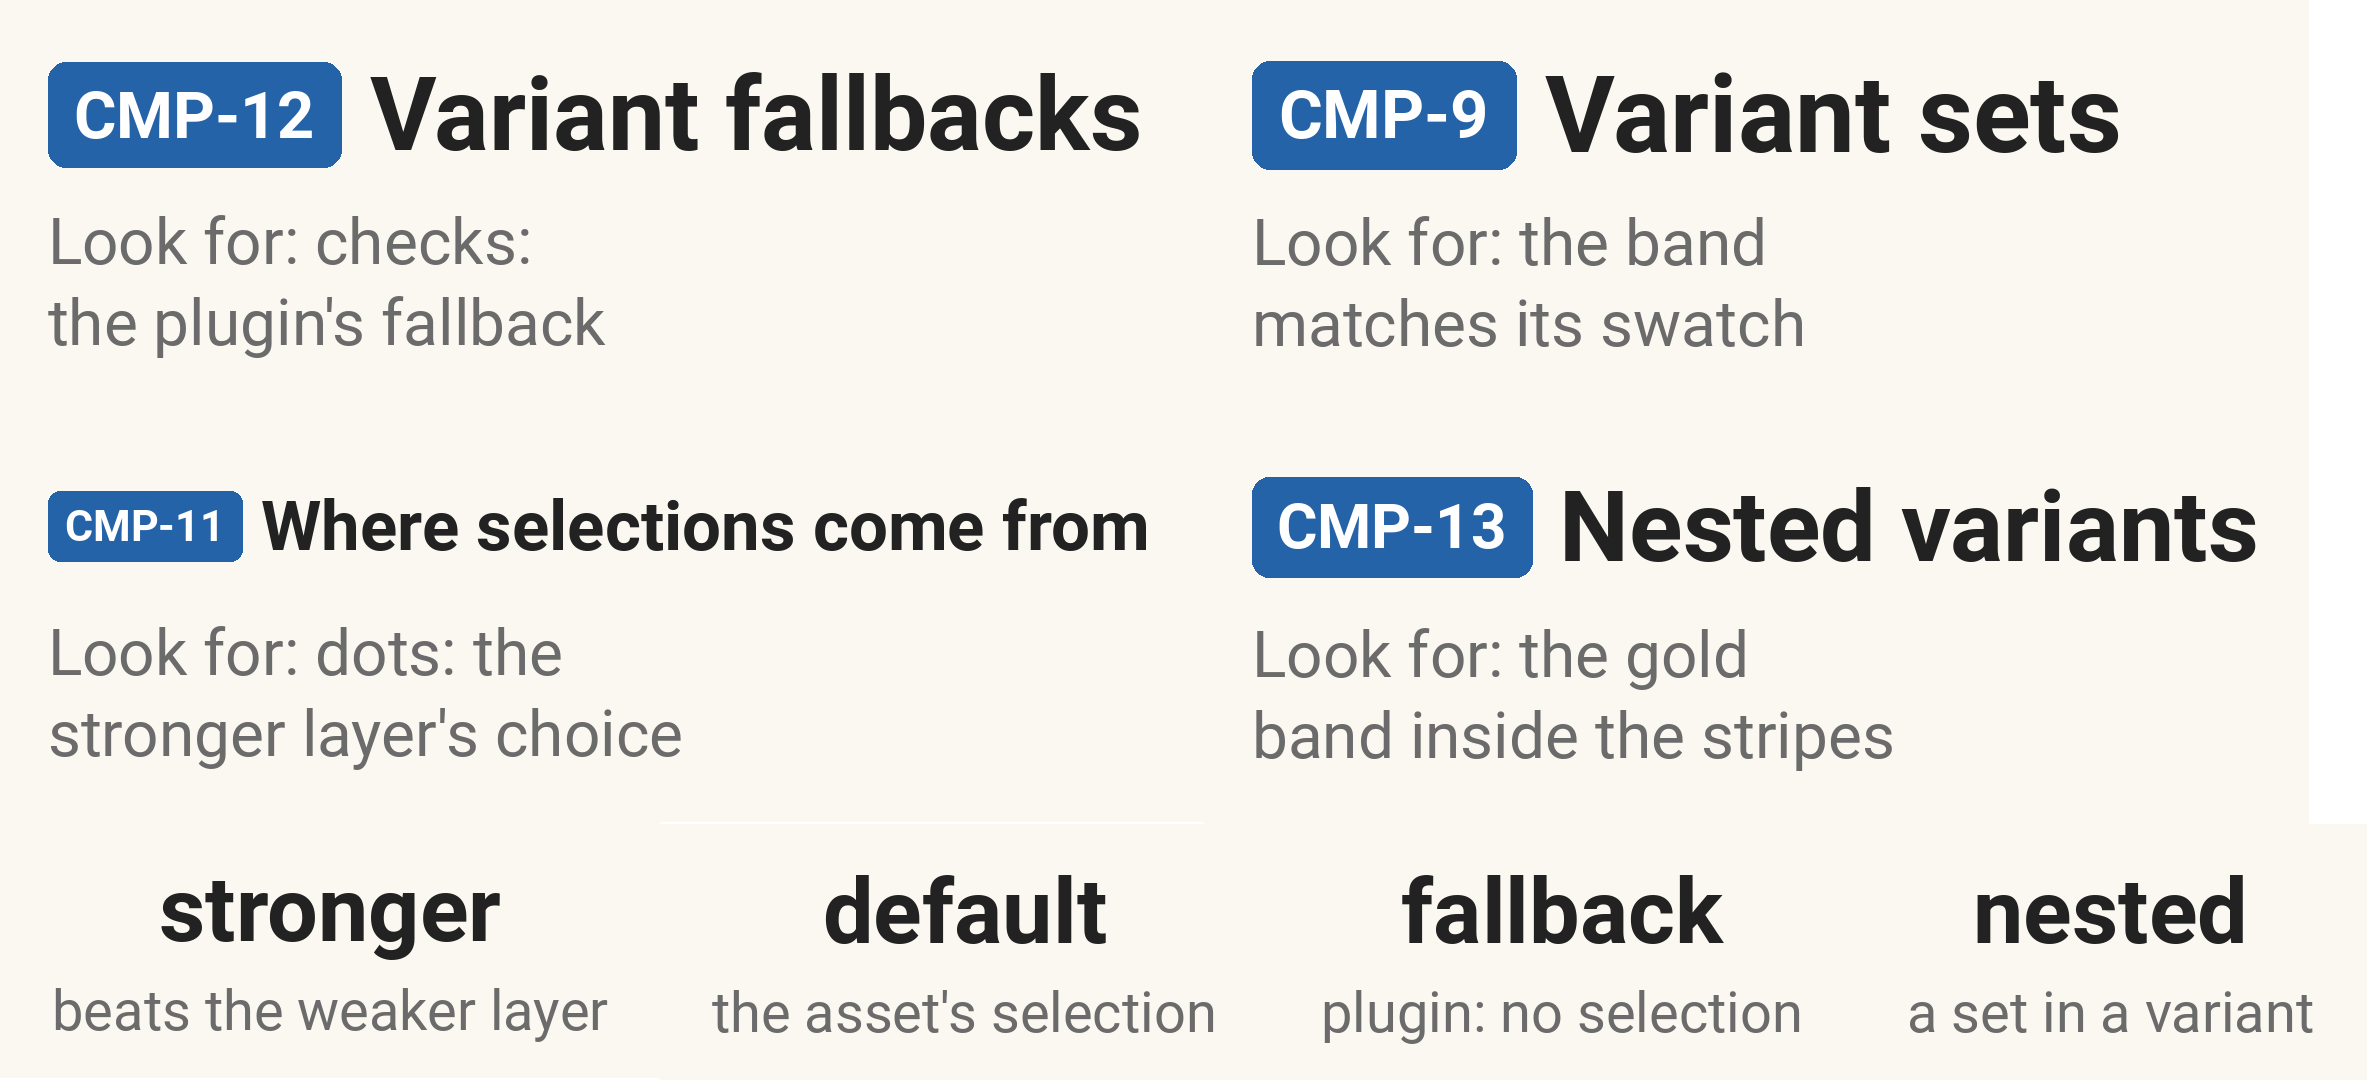 CMP-12 Variant fallbacks
Look for: checks:
the plugin's fallback
CMP-9 Variant sets
Look for: the band
matches its swatch
CMP-11 Where selections come from
Look for: dots: the
stronger layer's choice
CMP-13 Nested variants
Look for: the gold
band inside the stripes
stronger
beats the weaker layer
default
the asset's selection
fallback
plugin: no selection
nested
a set in a variant